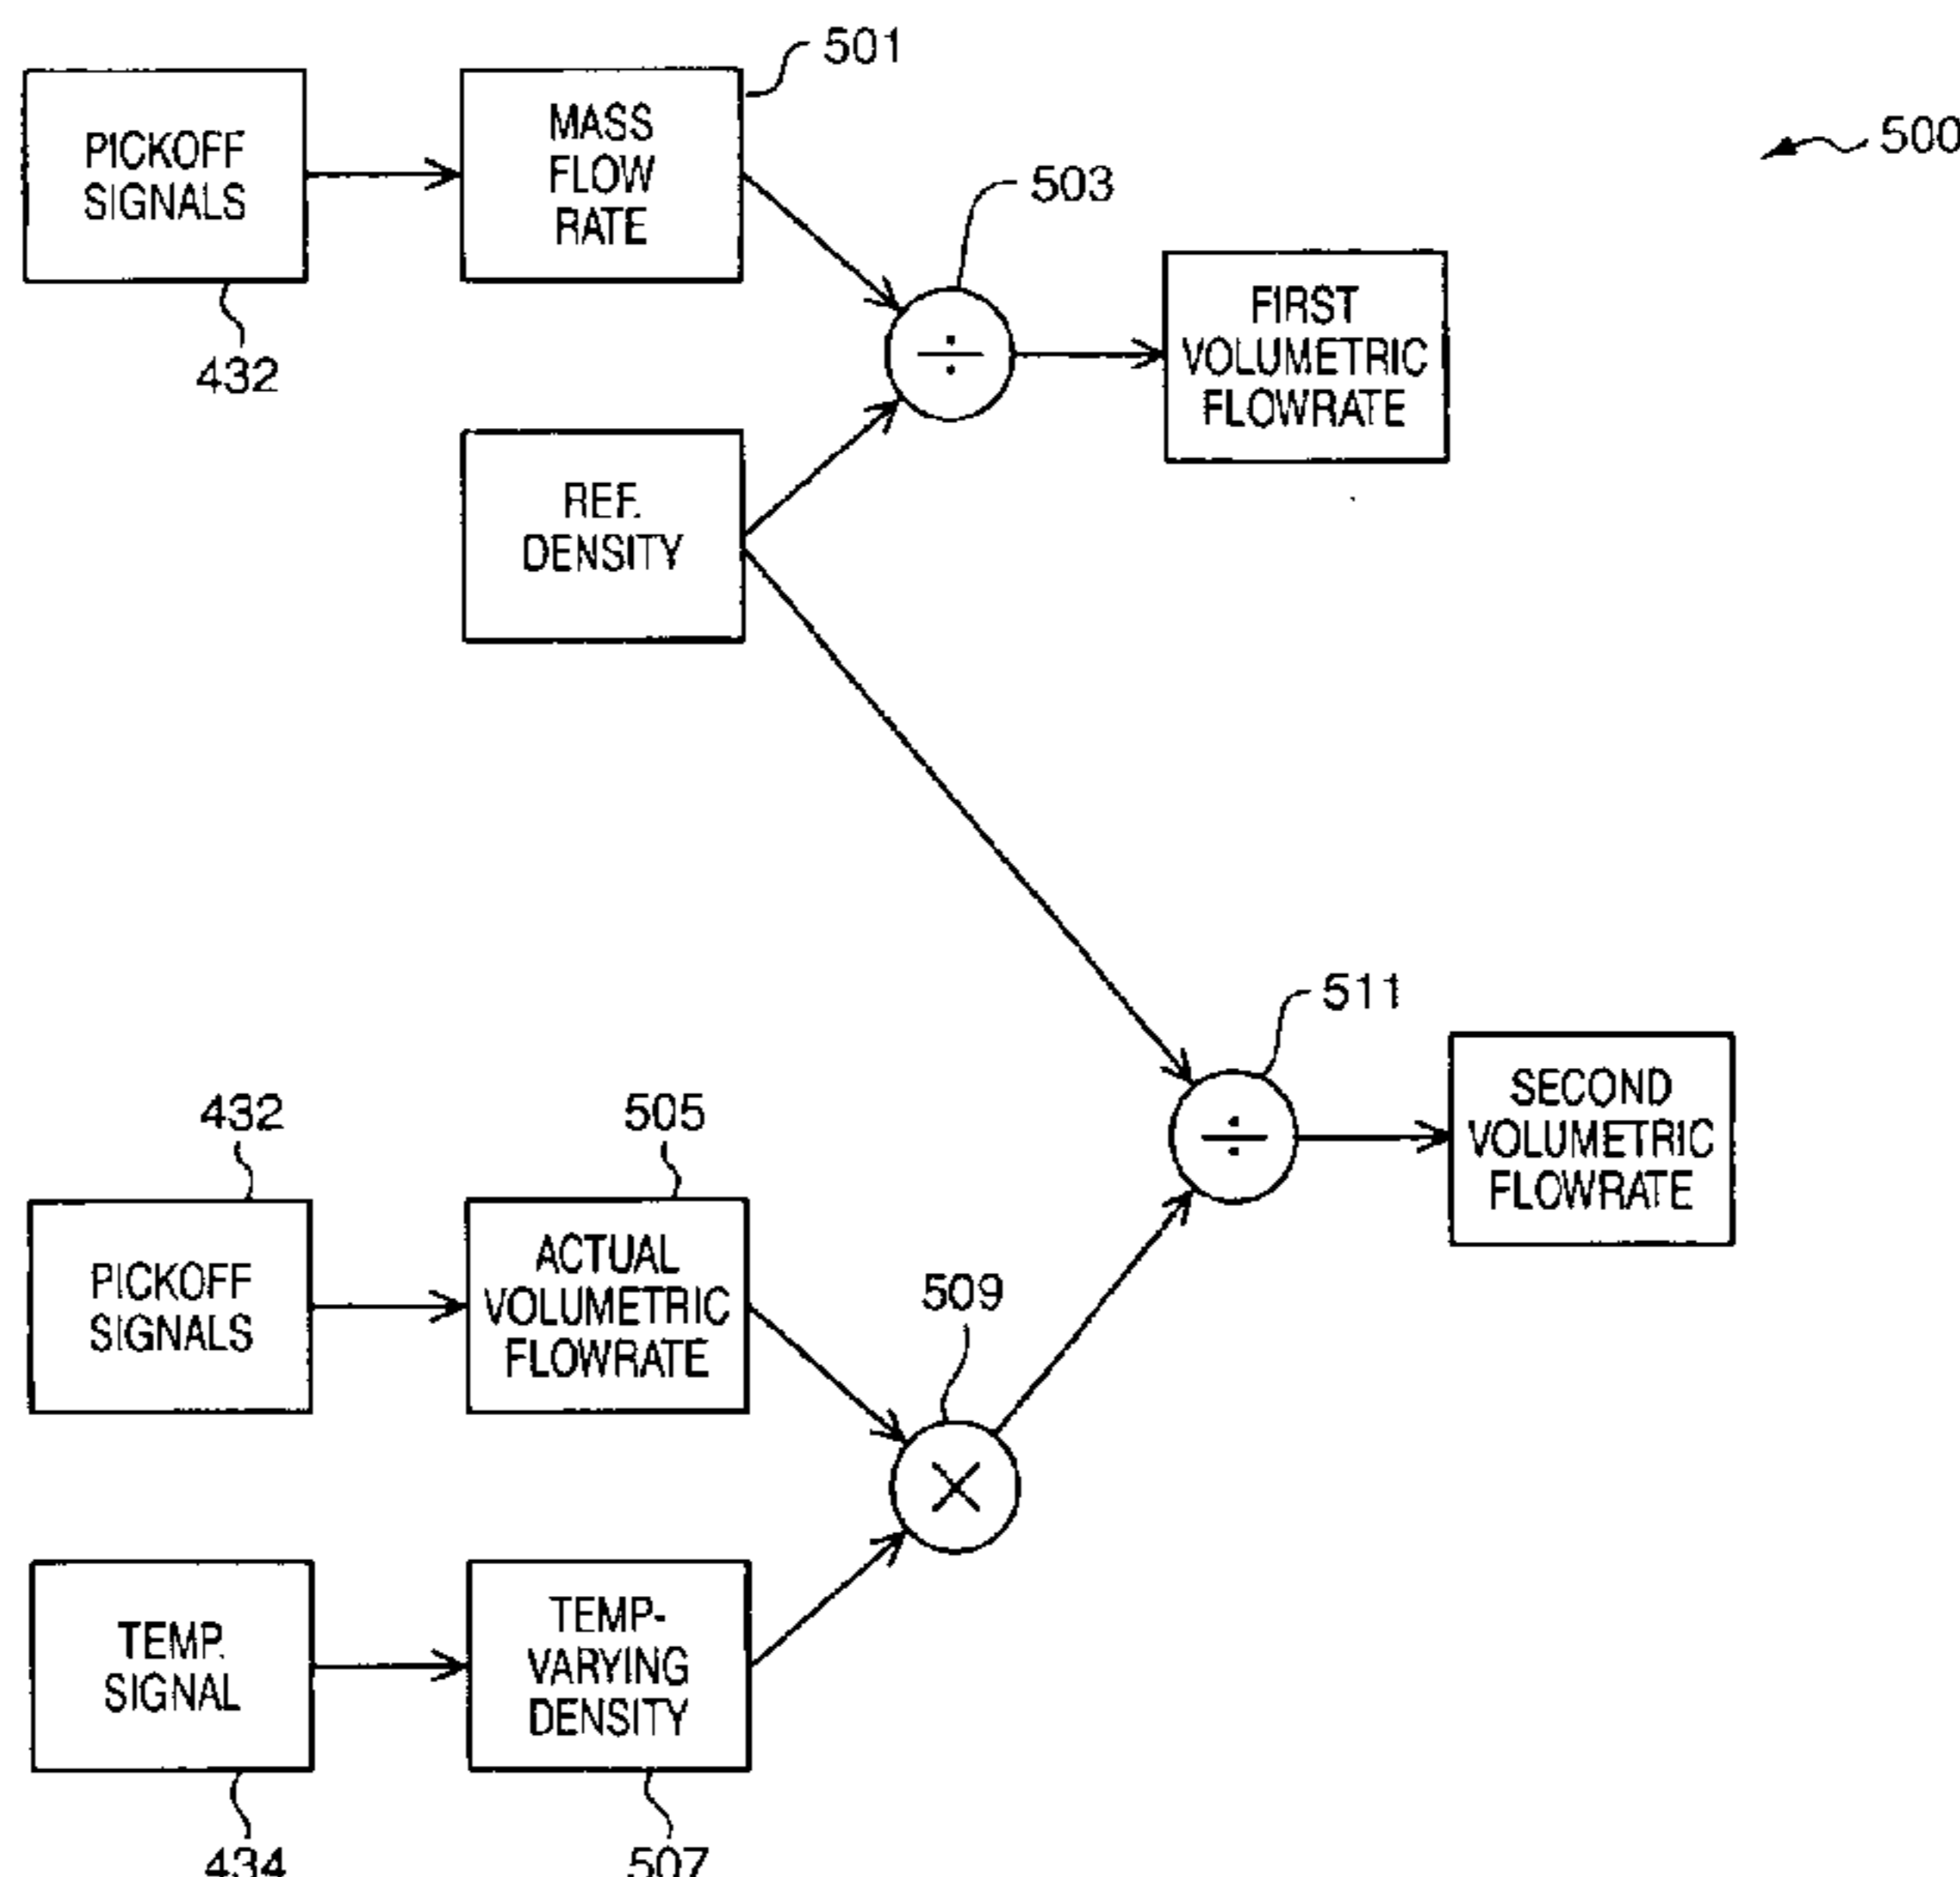 501
PICKOFF
SIGNALS
MASS
FLOW
RATE
500
503
432
FIRST
VOLUMETRIC
FLOWRATE
÷
REF.
DENSITY
511
432
505
SECOND
VOLUMETRIC
FLOWRATE
÷
PICKOFF
SIGNALS
ACTUAL
VOLUMETRIC
FLOWRATE
509
×
TEMP.
SIGNAL
TEMP-
VARYING
DENSITY
434
507